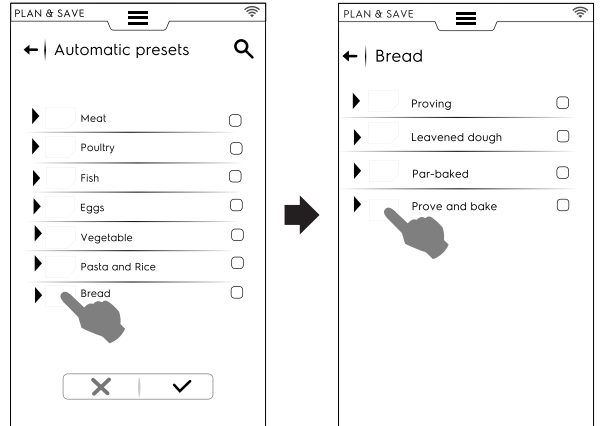 PLAN & SAVE
Automatic presets
Meat
Poultry
Fish
Eggs
Vegetable
Pasta and Rice
Bread
PLAN & SAVE
Bread
Proving
Leavened dough
Par-baked
Prove and bake